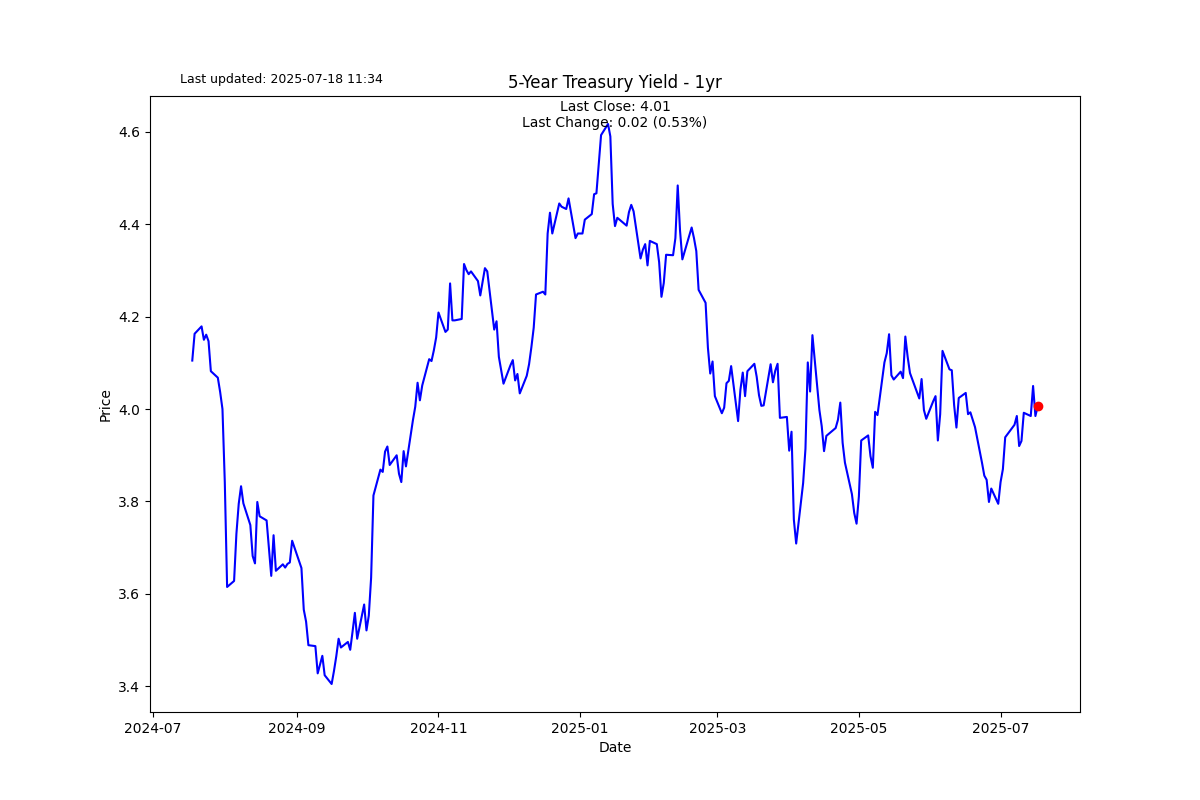 Last updated: 2025-07-18 11:34
5-Year Treasury Yield - 1yr
Last Close: 4.01
Last Change: 0.02 (0.53%)
Price
4.6
4.4
4.2
4.0
3.8
3.6
3.4
2024-07
2024-09
2024-11
2025-01
2025-03
2025-05
2025-07
Date